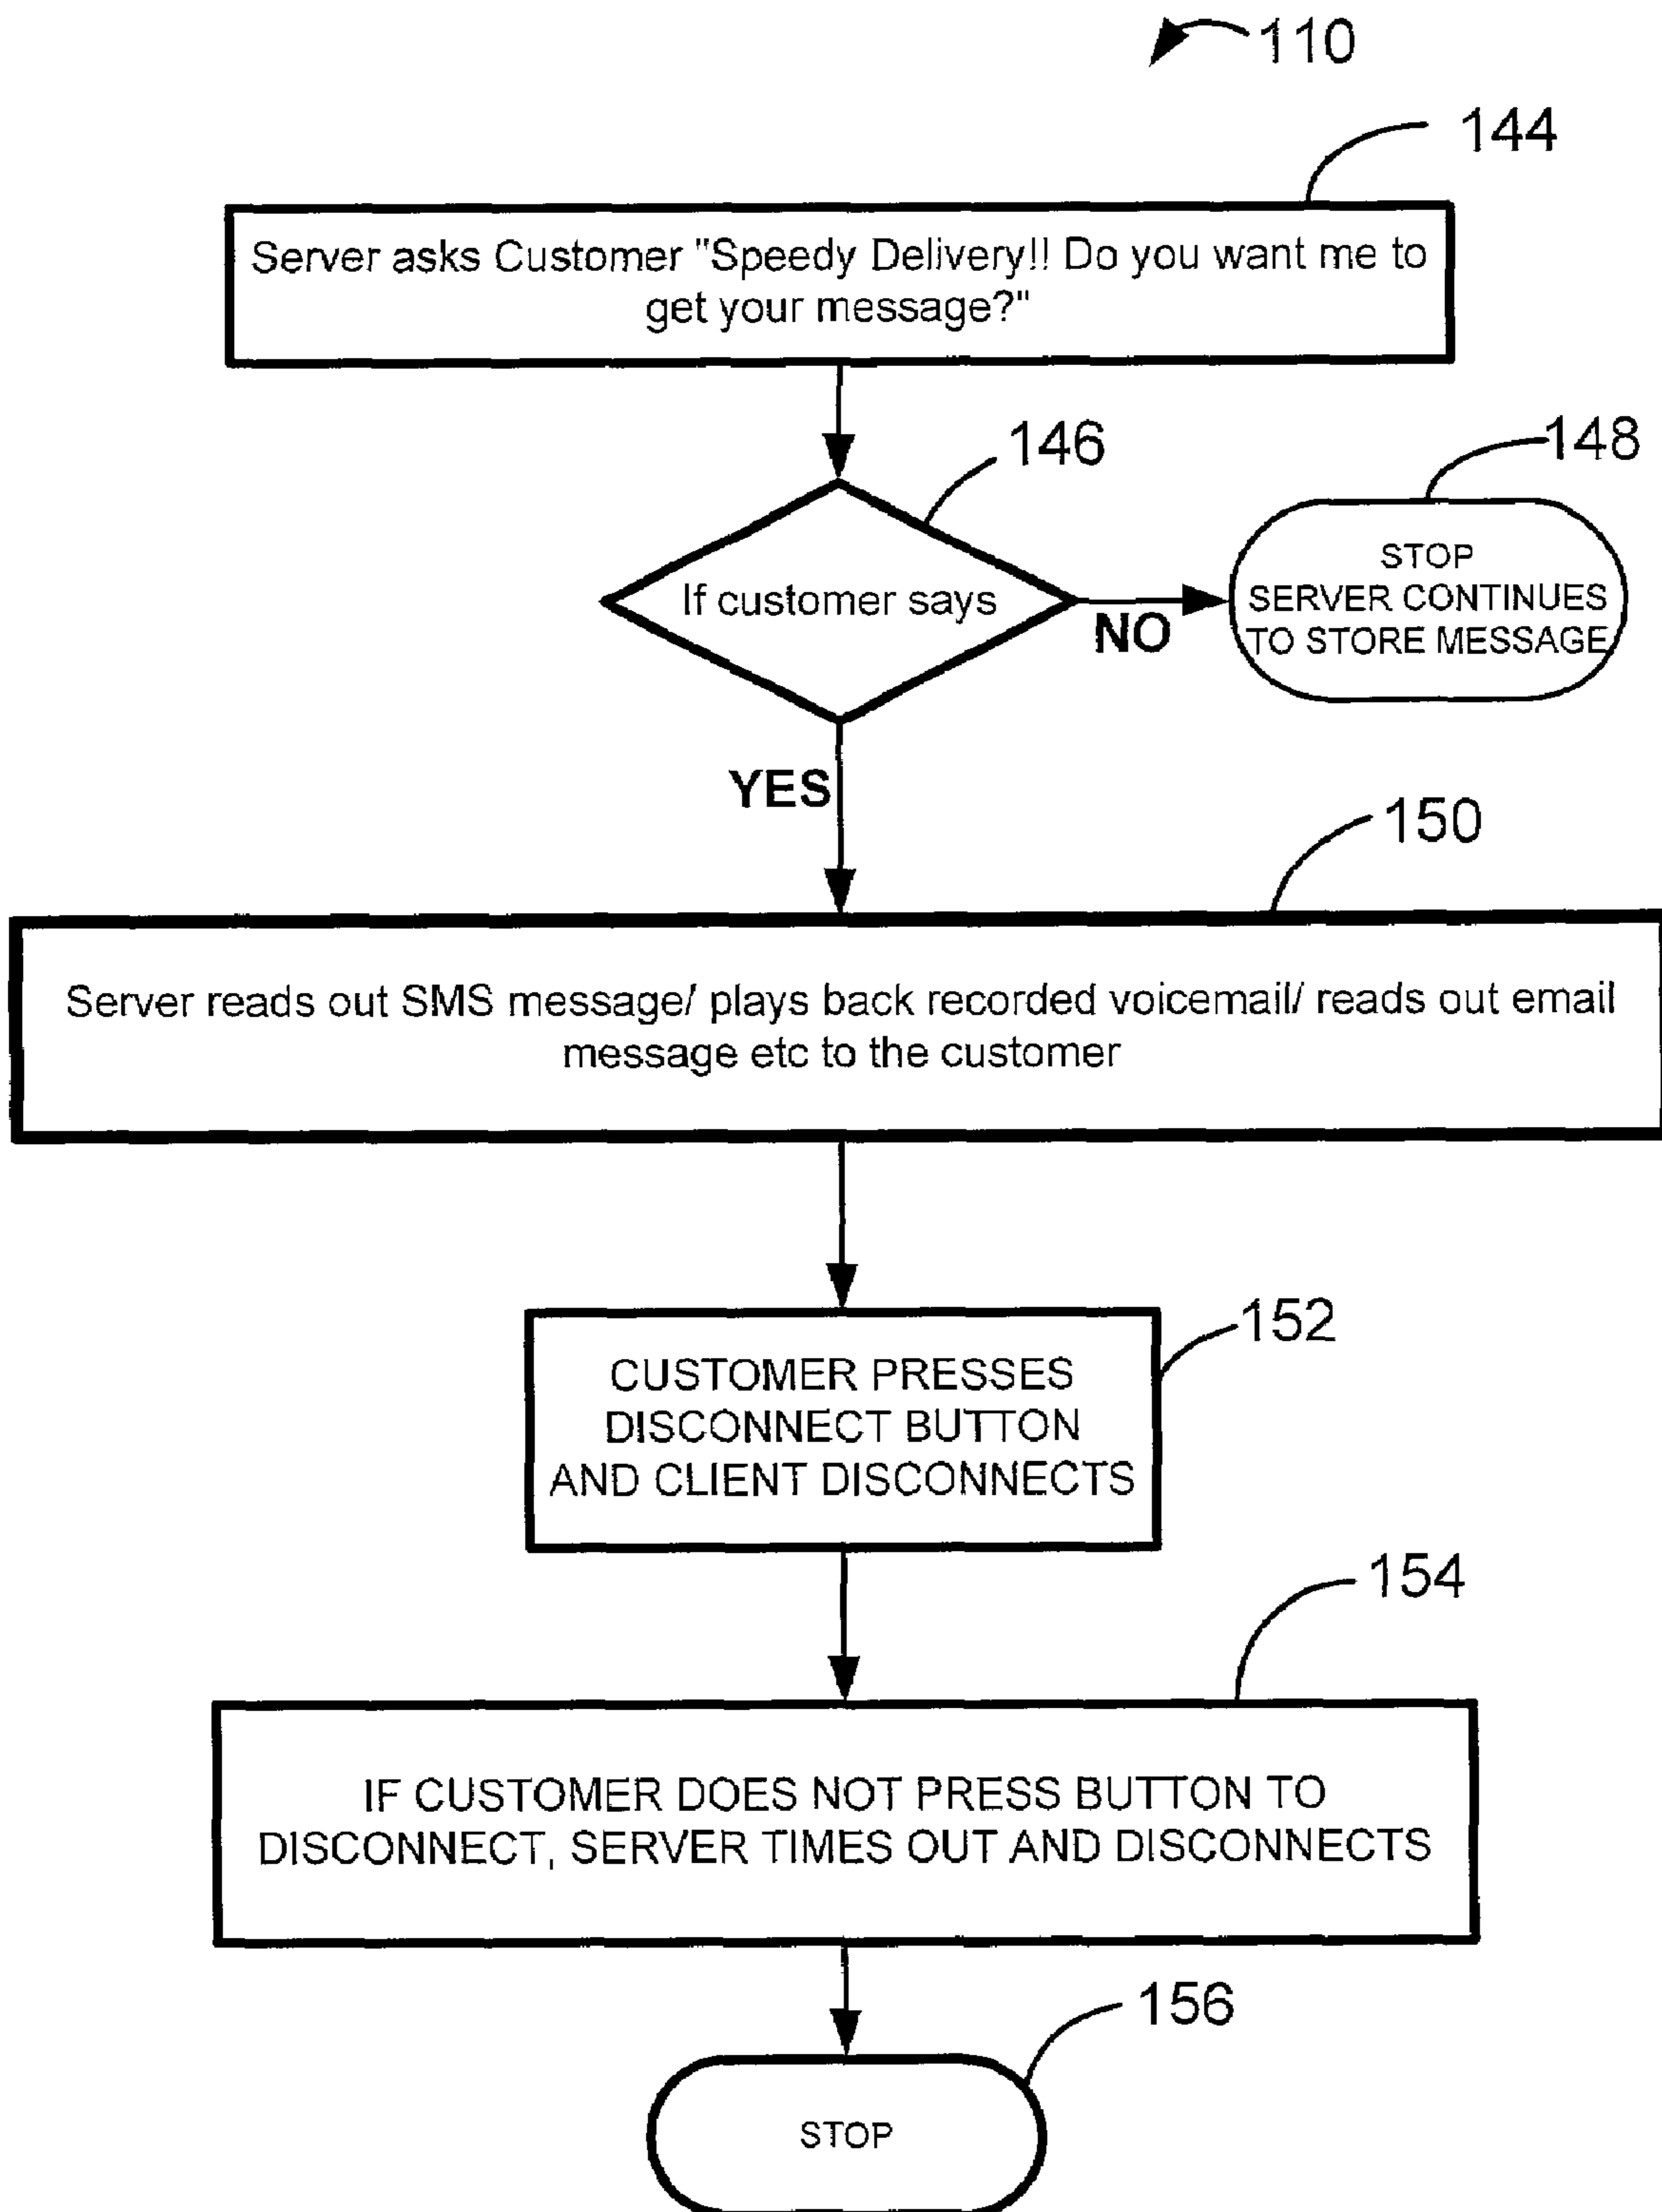 110
144
Server asks Customer "Speedy Delivery!! Do you want me to
get your message?"
146
148
If customer says
NO
STOP
SERVER CONTINUES
TO STORE MESSAGE
YES
150
Server reads out SMS message/ plays back recorded voicemail/ reads out email
message etc to the customer
152
CUSTOMER PRESSES
DISCONNECT BUTTON
AND CLIENT DISCONNECTS
154
IF CUSTOMER DOES NOT PRESS BUTTON TO
DISCONNECT, SERVER TIMES OUT AND DISCONNECTS
156
STOP